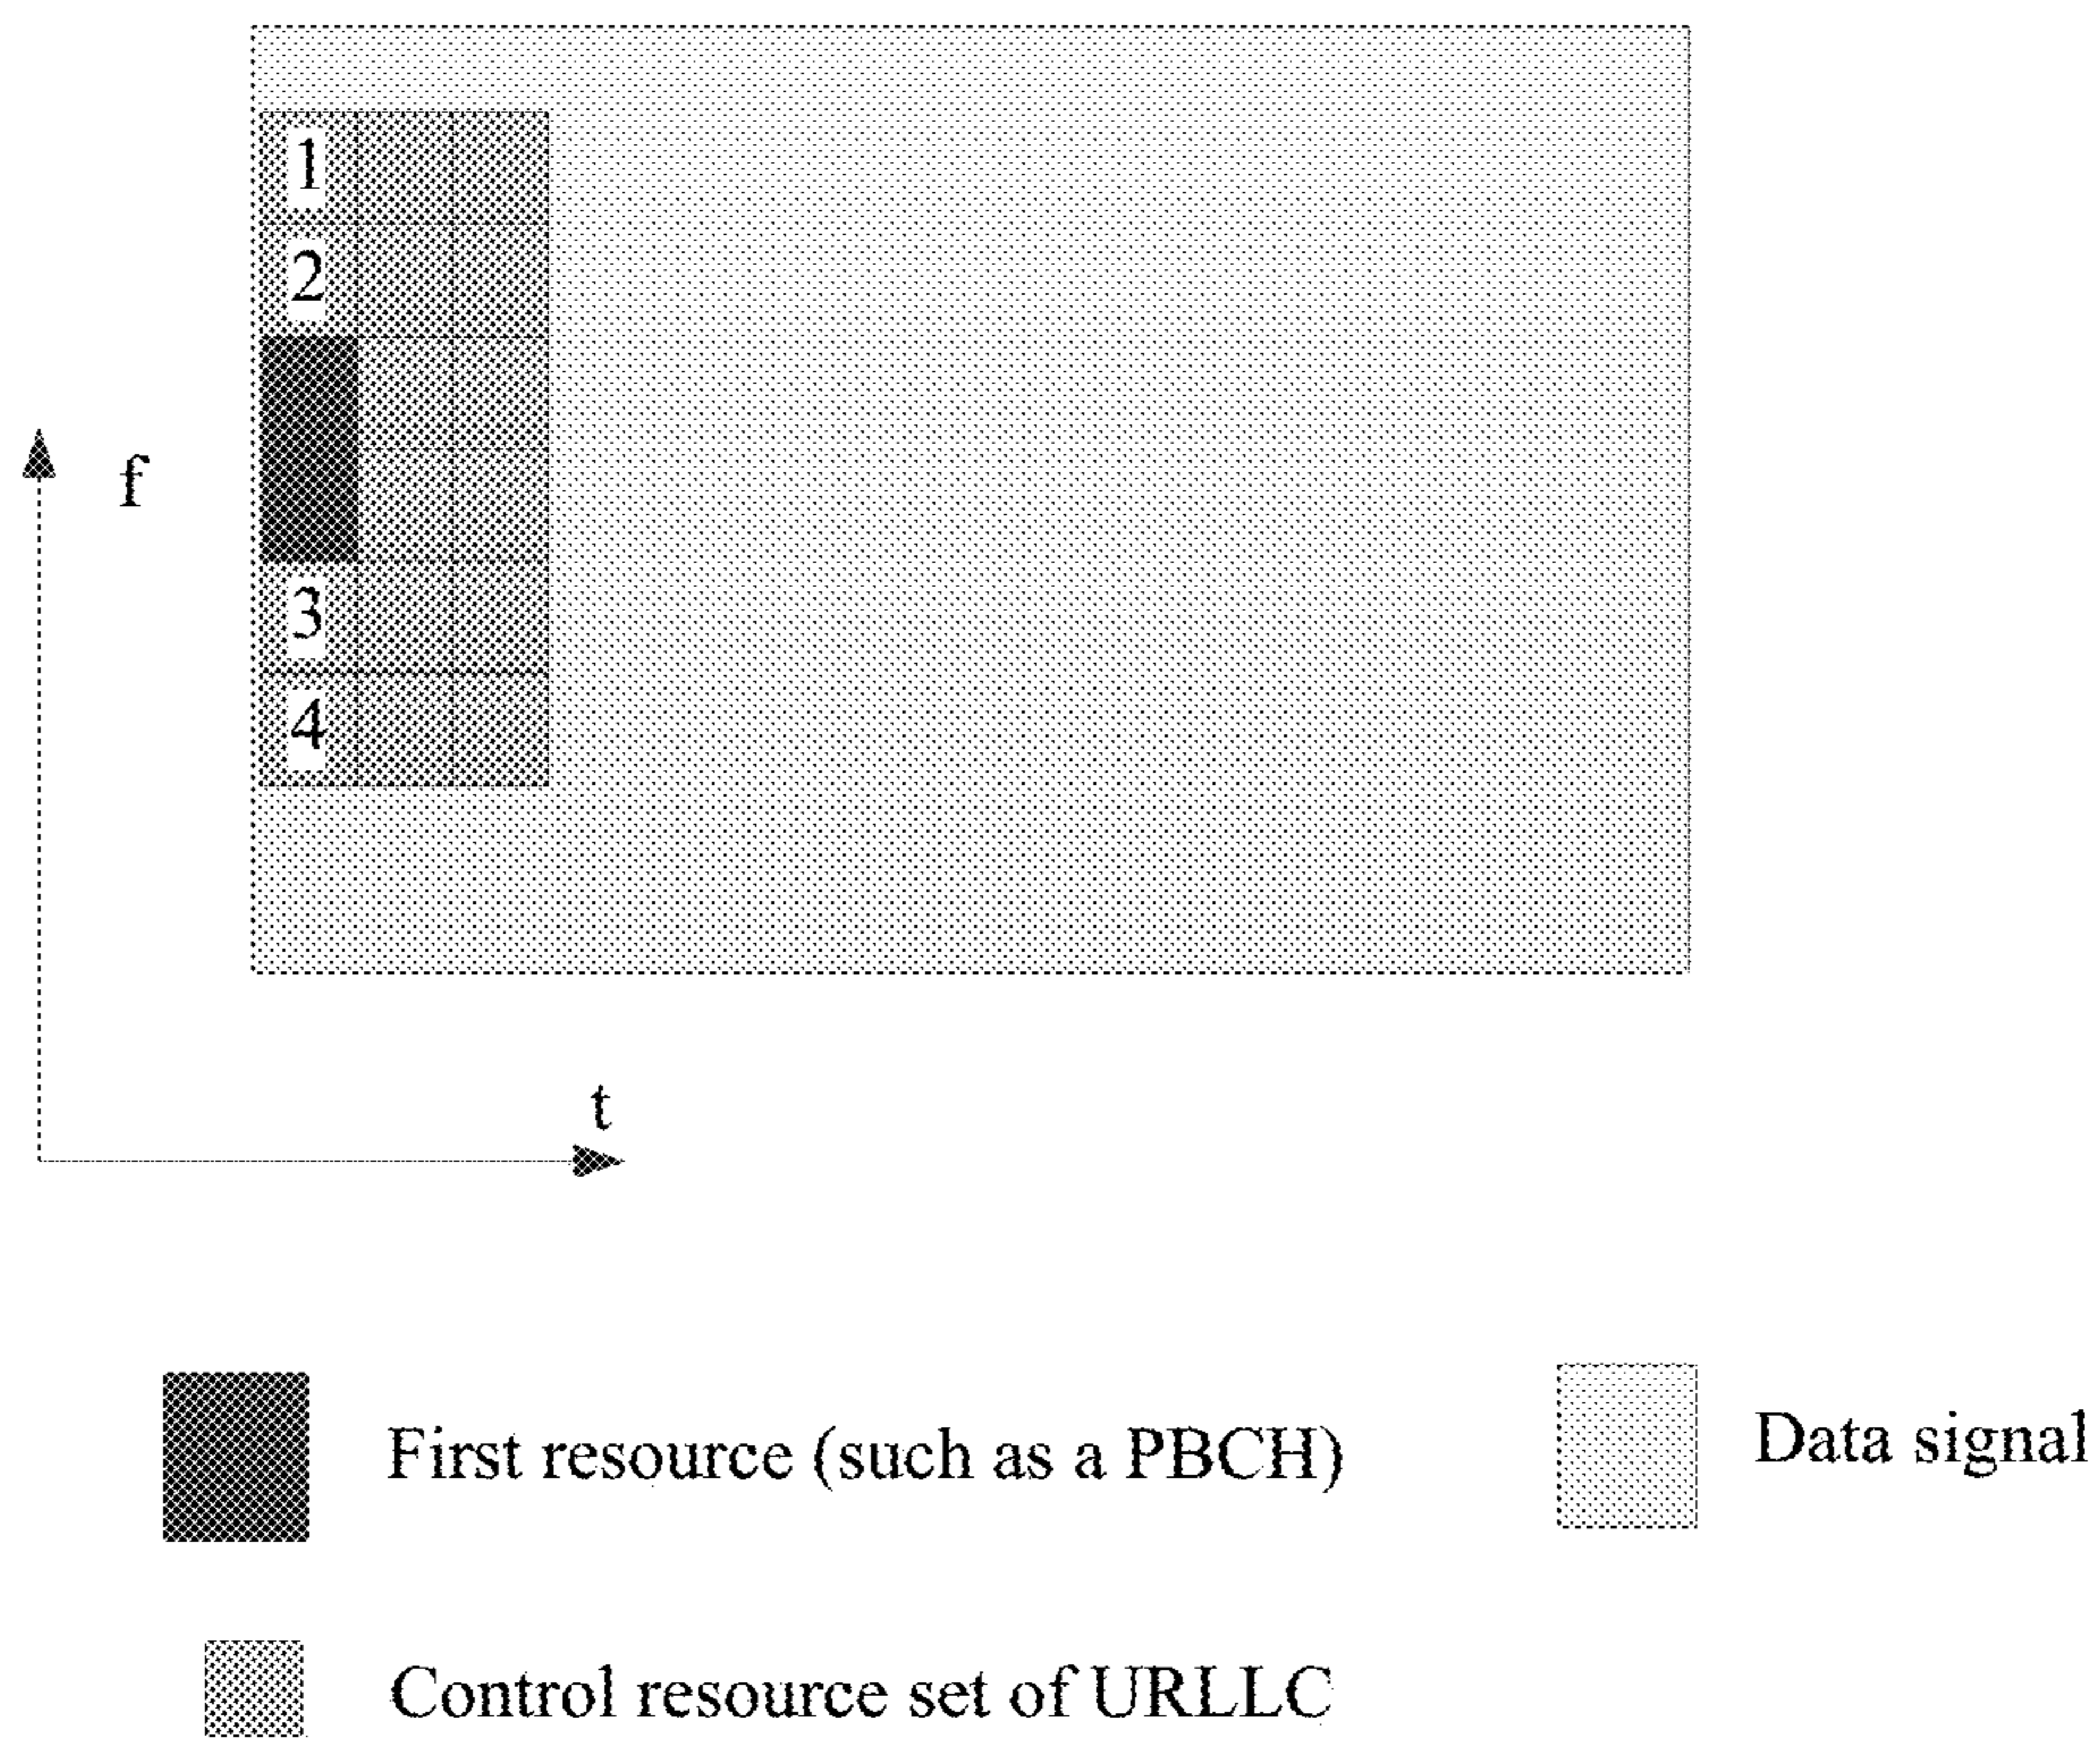 1
2
f
3
4
t
First resource (such as a PBCH)
Data signal
Control resource set of URLLC